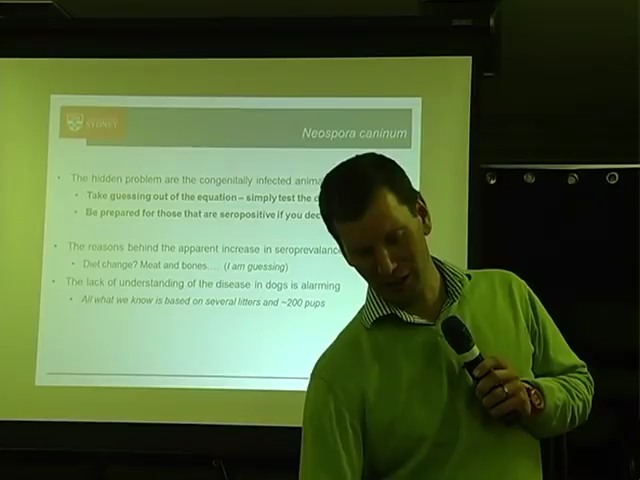 SYDNEY
Neospora caninum
• The hidden problem are the congenitally infected
• Take guessing out of the equation – simply test the
• Be prepared for those that are seropositive if you
• The reasons behind the apparent increase in seroprevalance
• Diet change? Meat and bones…. (I am guessing)
• The lack of understanding of the disease in dogs is alarming
• All what we know is based on several litters and ~200 pups